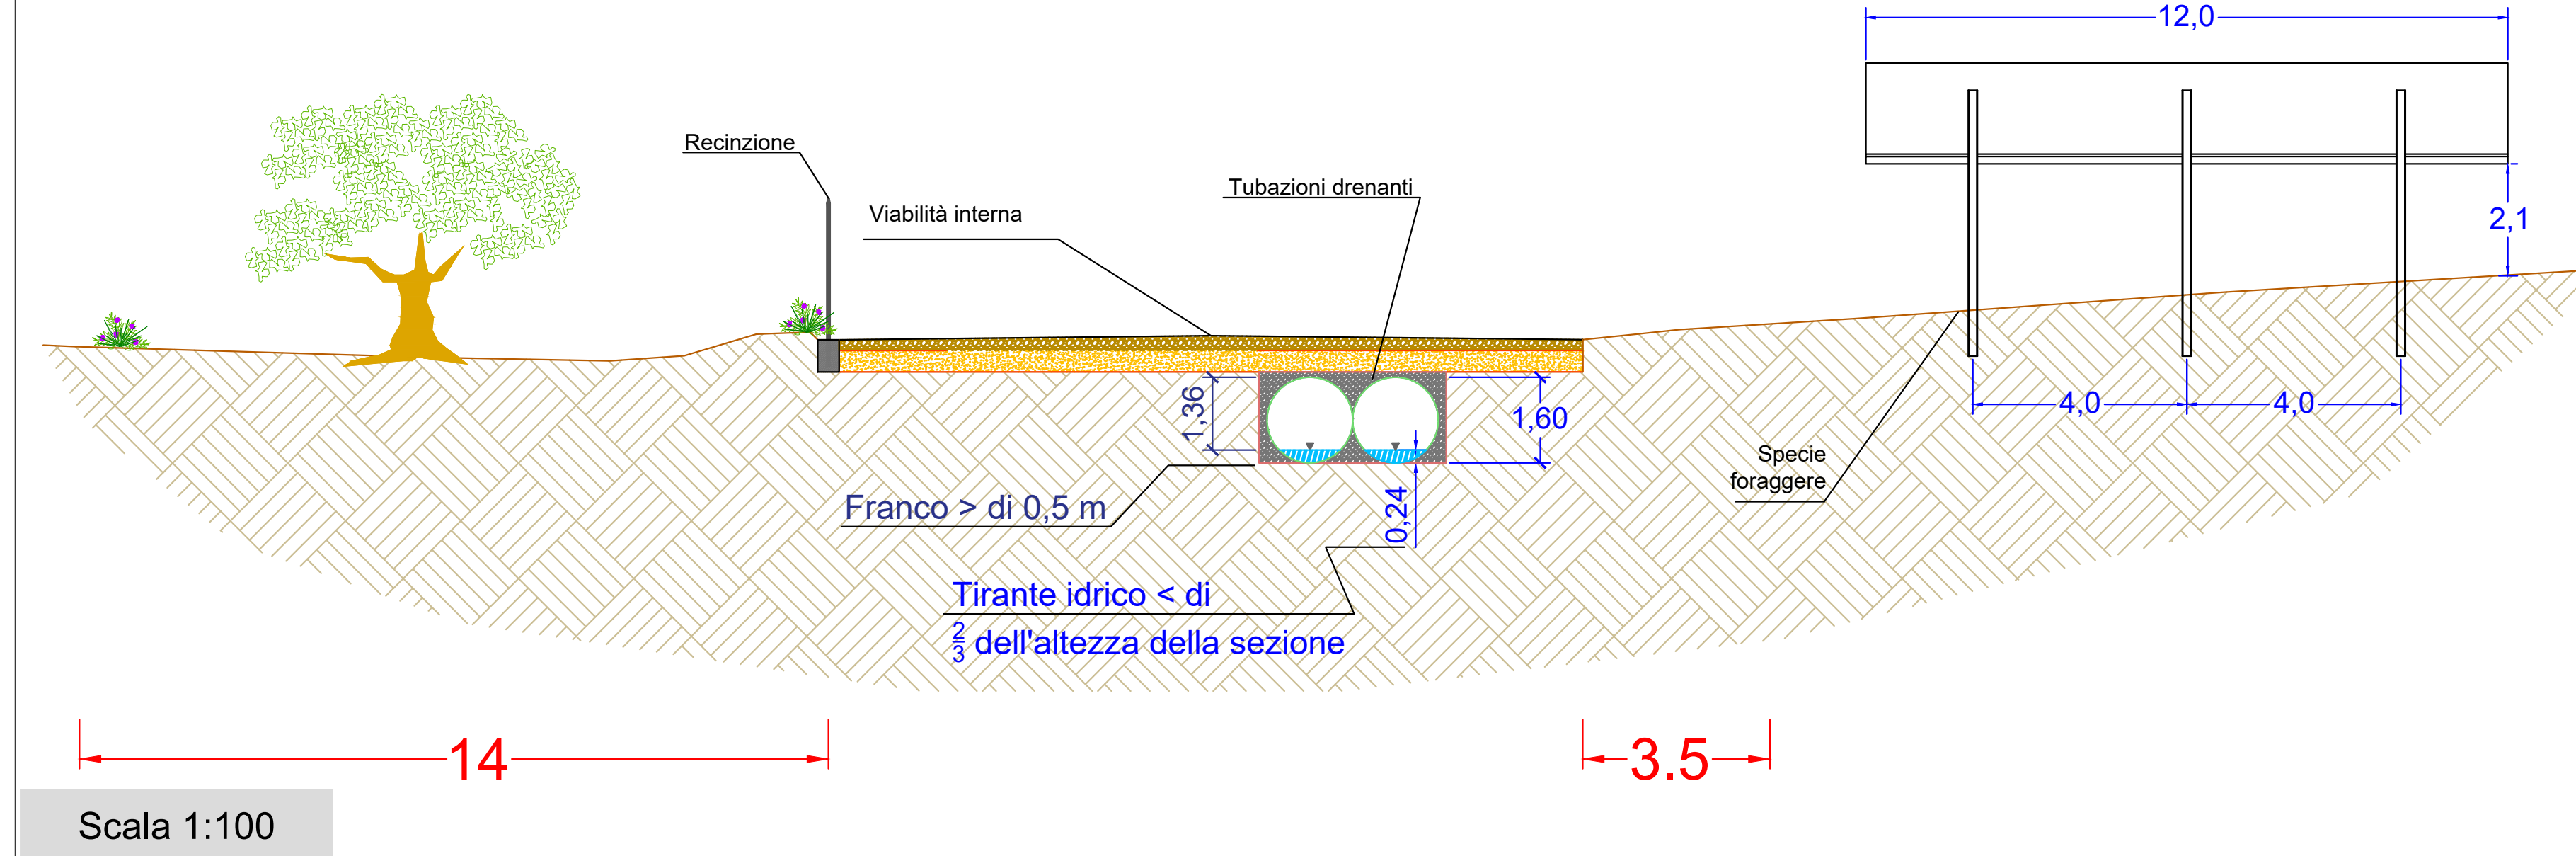 12,0
Recinzione
Tubazioni drenanti
Viabilità interna
2,1
1,36
1,60
4,0
4,0
Specie
foraggere
Franco > di 0,5 m
0,24
Tirante idrico < di
2/3 dell'altezza della sezione
14
3.5
Scala 1:100